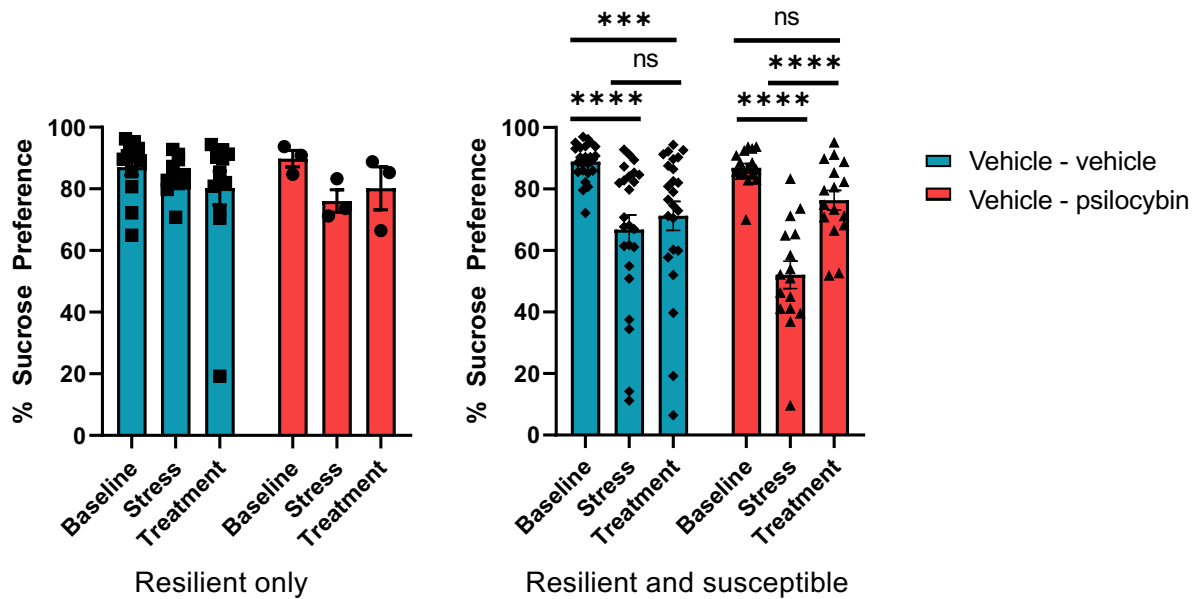 % Sucrose Preference
100
80
60
40
20
0
Baseline
Stress
Treatment
Baseline
Stress
Treatment
Resilient only
% Sucrose Preference
100
80
60
40
20
0
***
ns
****
ns
****
****
Baseline
Stress
Treatment
Baseline
Stress
Treatment
Resilient and susceptible
Vehicle - vehicle
Vehicle - psilocybin